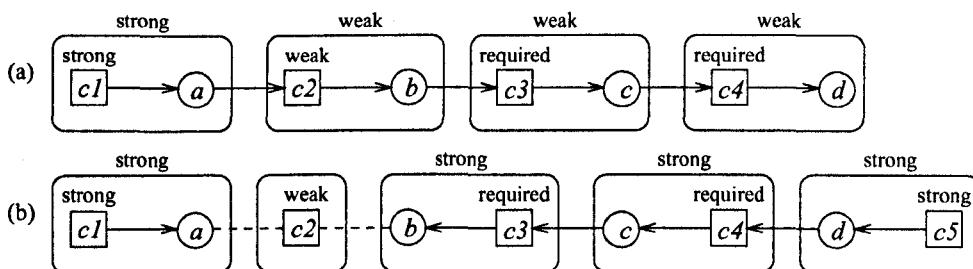 strong weak weak weak
strong weak required required
(a) c1 a c2 b c3 c c4 d
strong strong strong strong
strong weak required required strong
(b) c1 a c2 b c3 c c4 d c5